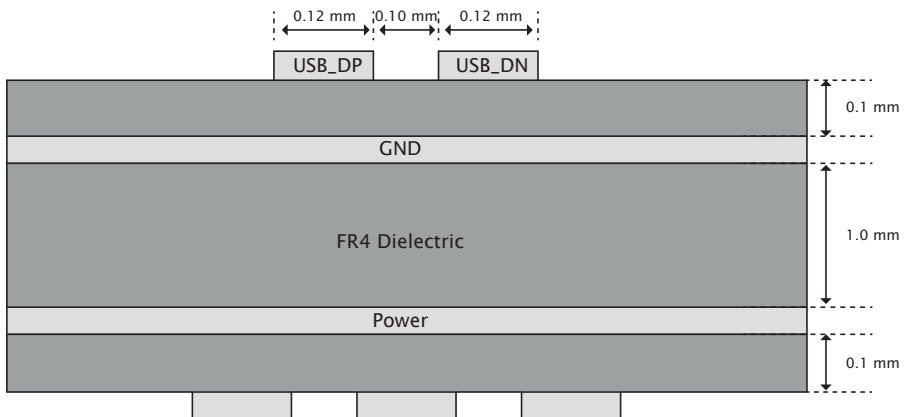 0.12 mm 0.10 mm 0.12 mm
USB_DP USB_DN
0.1 mm
GND
FR4 Dielectric
1.0 mm
Power
0.1 mm